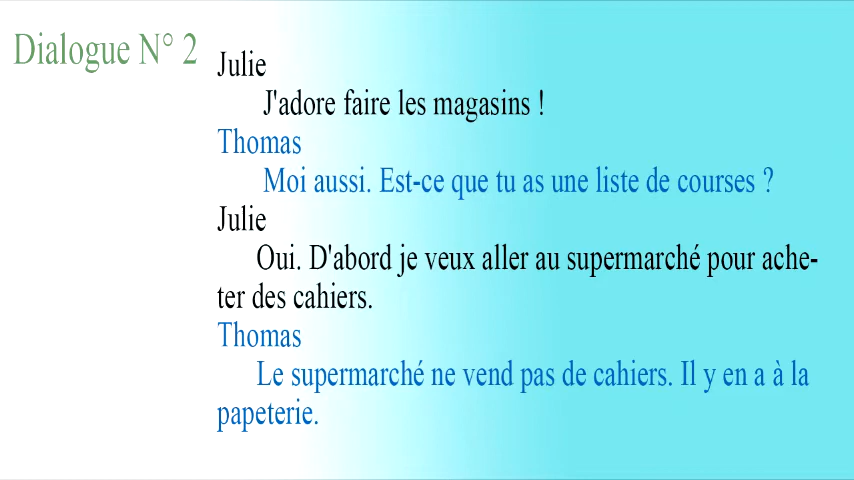 Dialogue N° 2
Julie
J'adore faire les magasins !
Thomas
Moi aussi. Est-ce que tu as une liste de courses ?
Julie
Oui. D'abord je veux aller au supermarché pour ache-
ter des cahiers.
Thomas
Le supermarché ne vend pas de cahiers. Il y en a à la
papeterie.